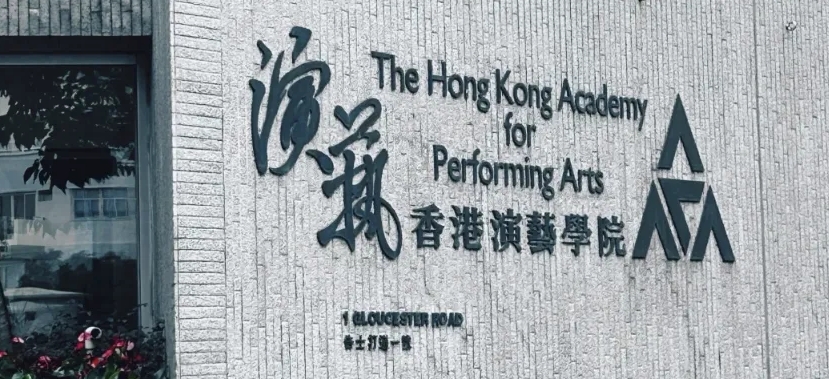 演藝
The Hong Kong Academy
for
Performing Arts
香港演藝學院
1 GLOUCESTER ROAD
告士打道一號